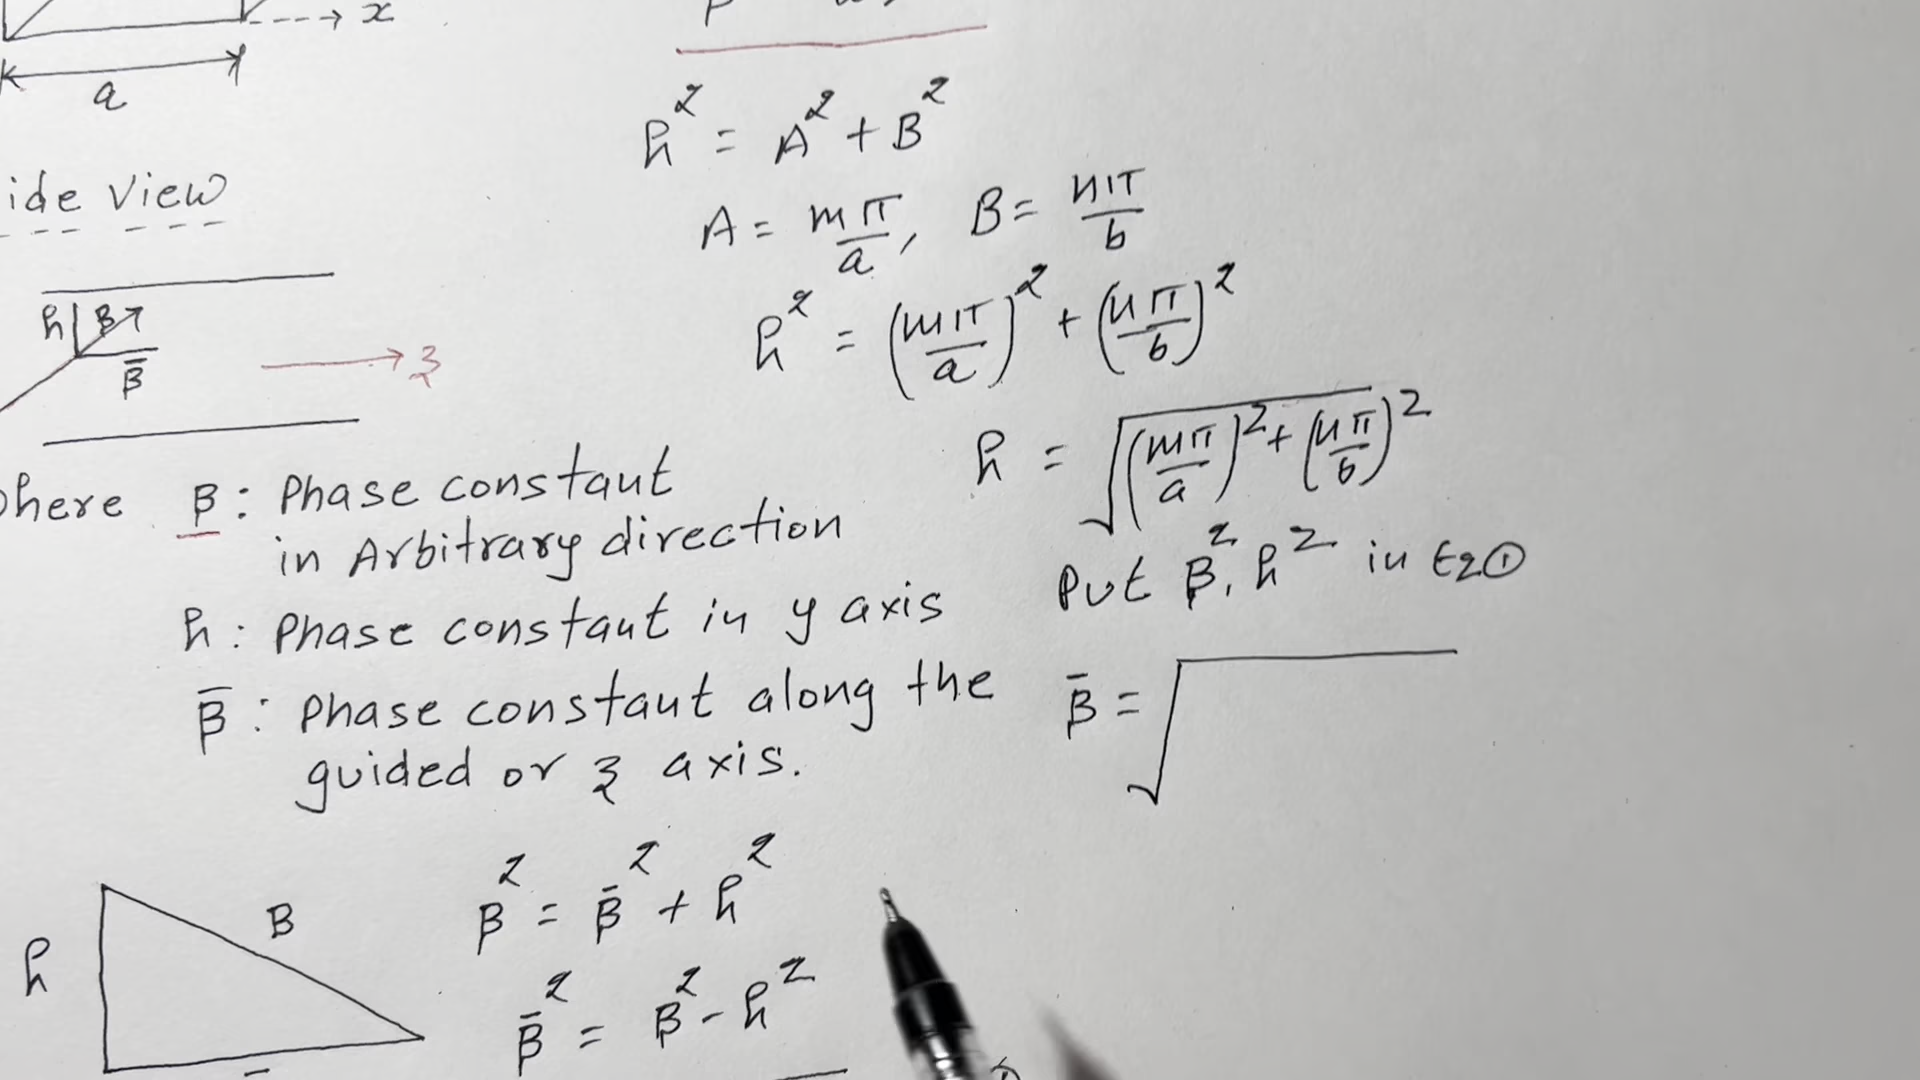 x
a
ide view
h B
β̄
z
where β: Phase constant
in Arbitrary direction
h: Phase constant in y axis
β̄: phase constant along the
guided or z axis.
h B
β² = β̄² + h²
β̄² = β² - h²
h² = A² + B²
A = mπ/a, B = nπ/b
h² = (mπ/a)² + (nπ/b)²
h = √(mπ/a)² + (nπ/b)²
Put β², h² in Eq①
β̄ = √